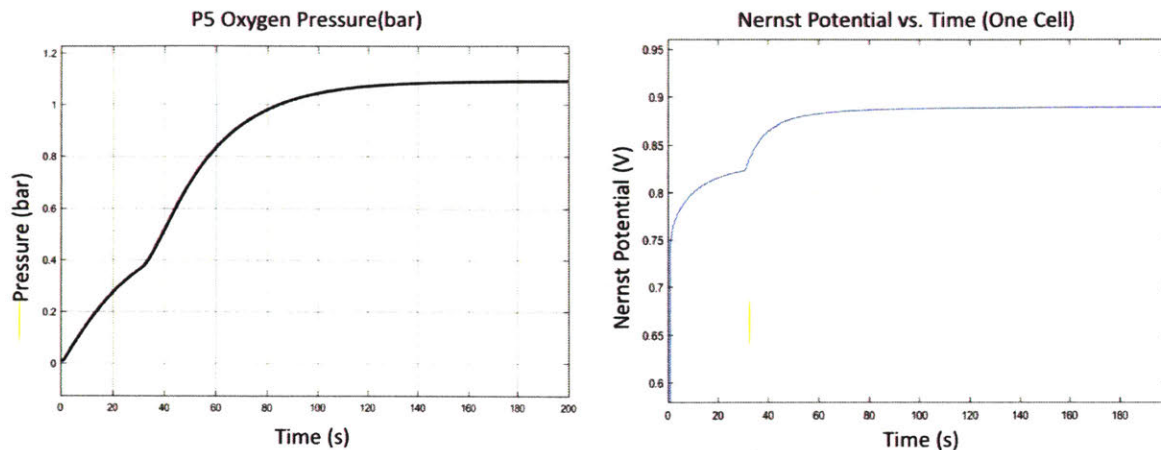 P5 Oxygen Pressure(bar)
1.2
1
0.8
0.6
0.4
0.2
0
Pressure (bar)
0 20 40 60 80 100 120 140 160 180 200
Time (s)
Nernst Potential vs. Time (One Cell)
0.95
0.9
0.85
0.8
0.75
0.7
0.65
0.6
Nernst Potential (V)
0 20 40 60 80 100 120 140 160 180
Time (s)